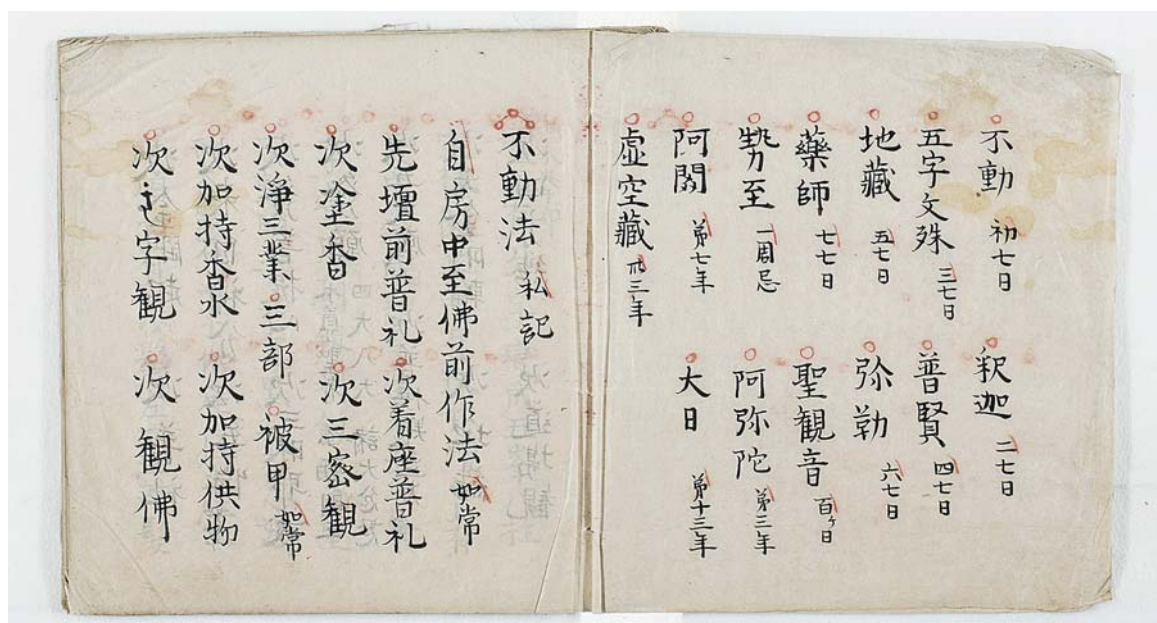 不動 初七日 釈迦 二七日
五字文殊 三七日 普賢 四七日
地藏 五七日 弥勒 六七日
藥師 七七日 聖観音 百ケ日
勢至 一周忌 阿弥陀 第三年
阿閦 第七年 大日 第十三年
虚空藏 卅三年
不動法 私記
自房中至佛前作法 如常
先壇前普礼 次着座普礼
次塗香 次三密観
次淨三業 三部 被甲 如常
次加持香水 次加持供物
次字観 次観佛